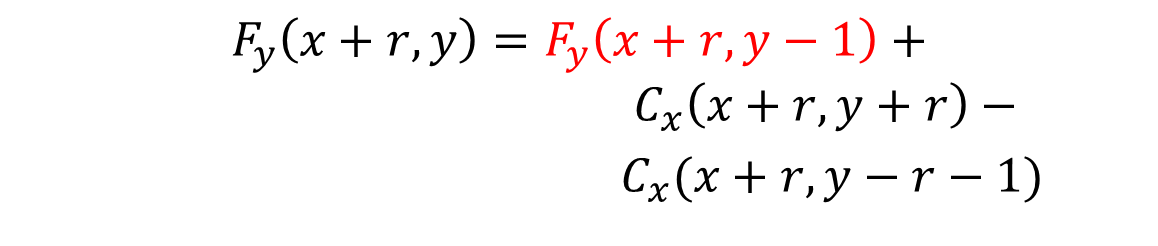 F_y(x + r, y) = F_y(x + r, y − 1) +
C_x(x + r, y + r) −
C_x(x + r, y − r − 1)